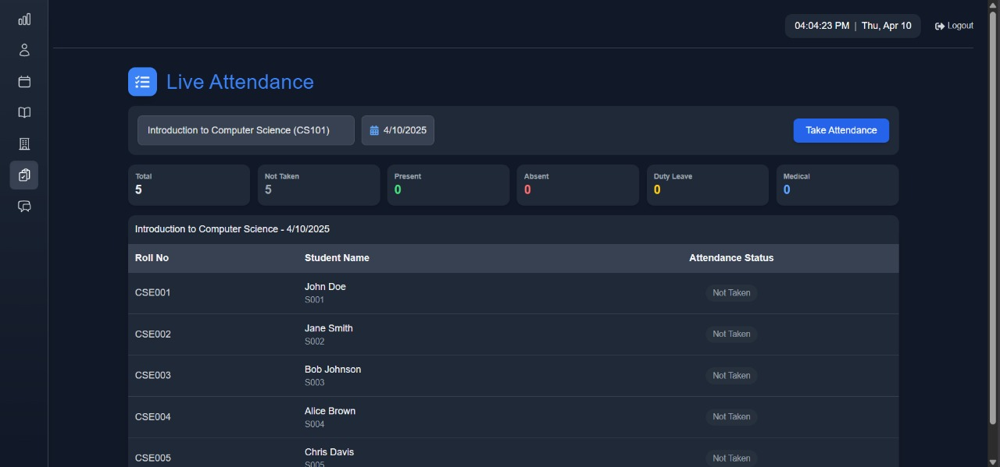 04:04:23 PM | Thu, Apr 10 Logout
Live Attendance
Introduction to Computer Science (CS101) 4/10/2025 Take Attendance
Total Not Taken Present Absent Duty Leave Medical
5 5 0 0 0 0
Introduction to Computer Science - 4/10/2025
Roll No Student Name Attendance Status
CSE001 John Doe Not Taken
S001
CSE002 Jane Smith Not Taken
S002
CSE003 Bob Johnson Not Taken
S003
CSE004 Alice Brown Not Taken
S004
CSE005 Chris Davis Not Taken
S005